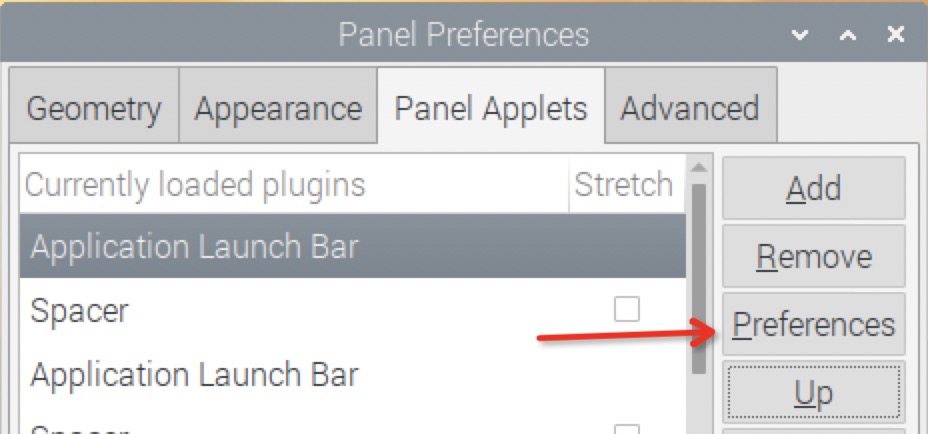 Panel Preferences
Geometry Appearance Panel Applets Advanced
Currently loaded plugins Stretch
Add
Application Launch Bar
Remove
Spacer
Preferences
Application Launch Bar
Up
Spacer